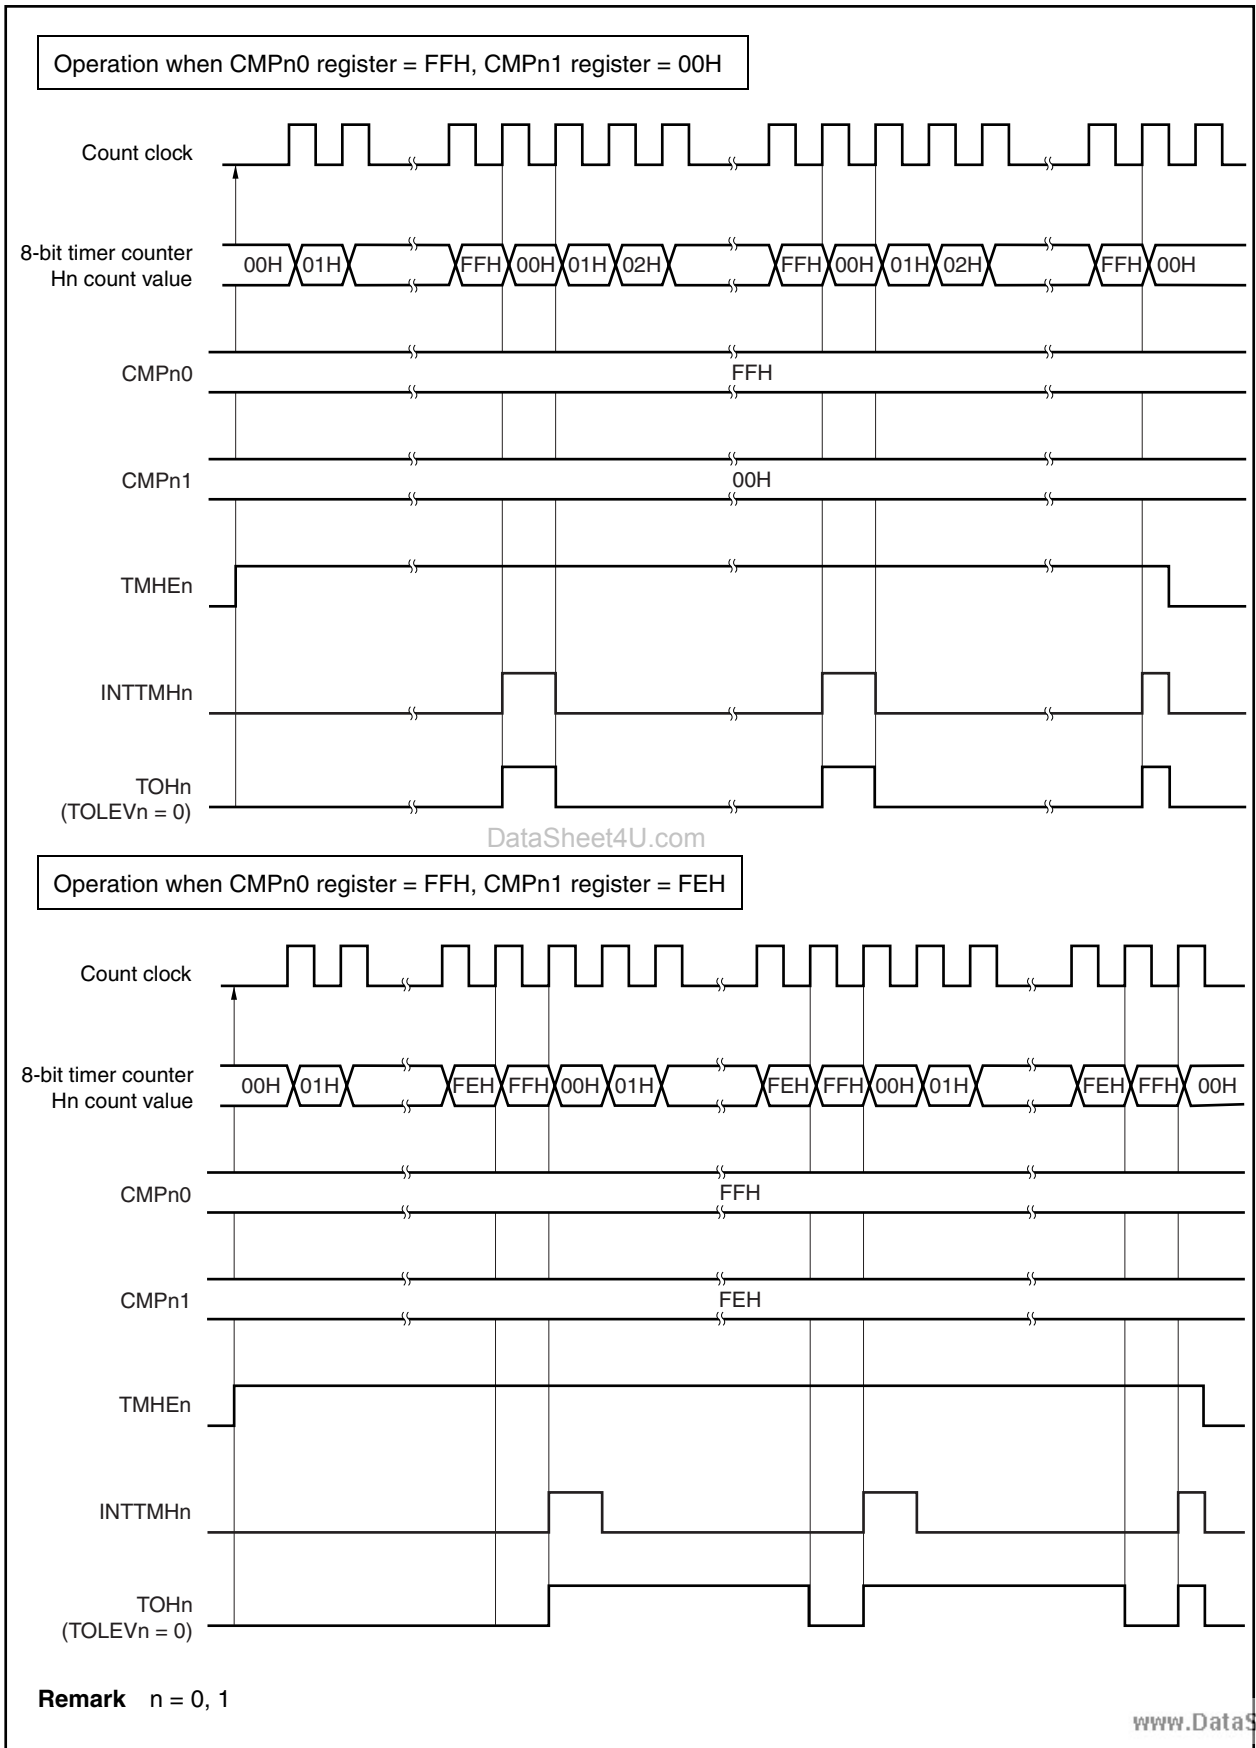 Operation when CMPn0 register = FFH, CMPn1 register = 00H
Count clock
8-bit timer counter
Hn count value
00H 01H FFH 00H 01H 02H FFH 00H 01H 02H FFH 00H
CMPn0
FFH
CMPn1
00H
TMHEn
INTTMHn
TOHn
(TOLEVn = 0)
DataSheet4U.com
Operation when CMPn0 register = FFH, CMPn1 register = FEH
Count clock
8-bit timer counter
Hn count value
00H 01H FEH FFH 00H 01H FEH FFH 00H 01H FEH FFH 00H
CMPn0
FFH
CMPn1
FEH
TMHEn
INTTMHn
TOHn
(TOLEVn = 0)
Remark n = 0, 1
www.DataS